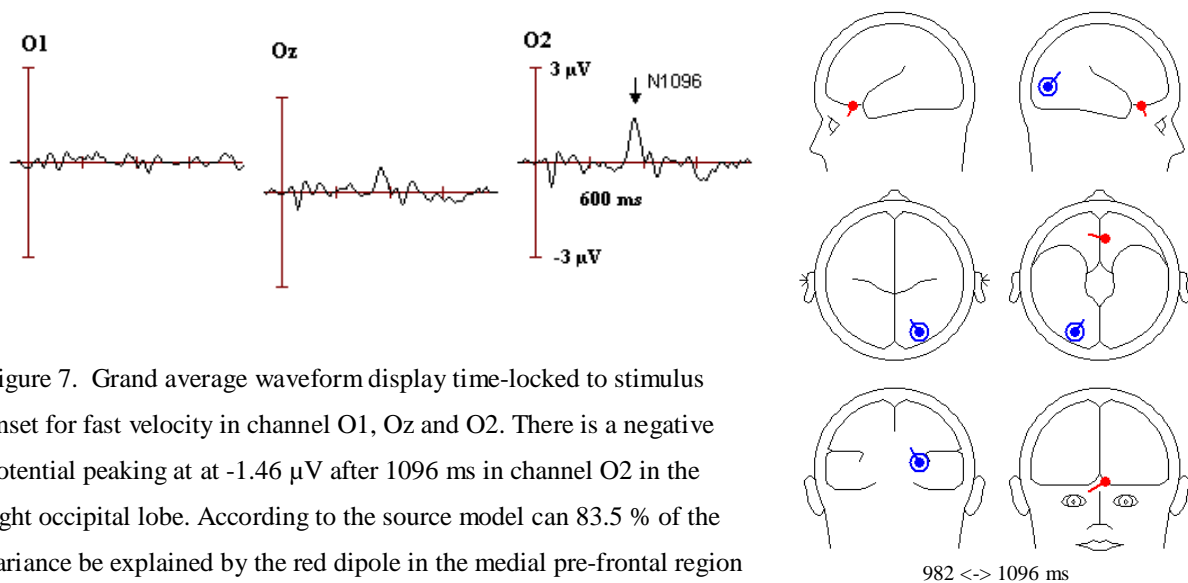 O1
Oz
O2
3 µV
N1096
600 ms
-3 µV
igure 7. Grand average waveform display time-locked to stimulus
nset for fast velocity in channel O1, Oz and O2. There is a negative
otential peaking at at -1.46 µV after 1096 ms in channel O2 in the
ght occipital lobe. According to the source model can 83.5 % of the
ariance be explained by the red dipole in the medial pre-frontal region
982 <-> 1096 ms